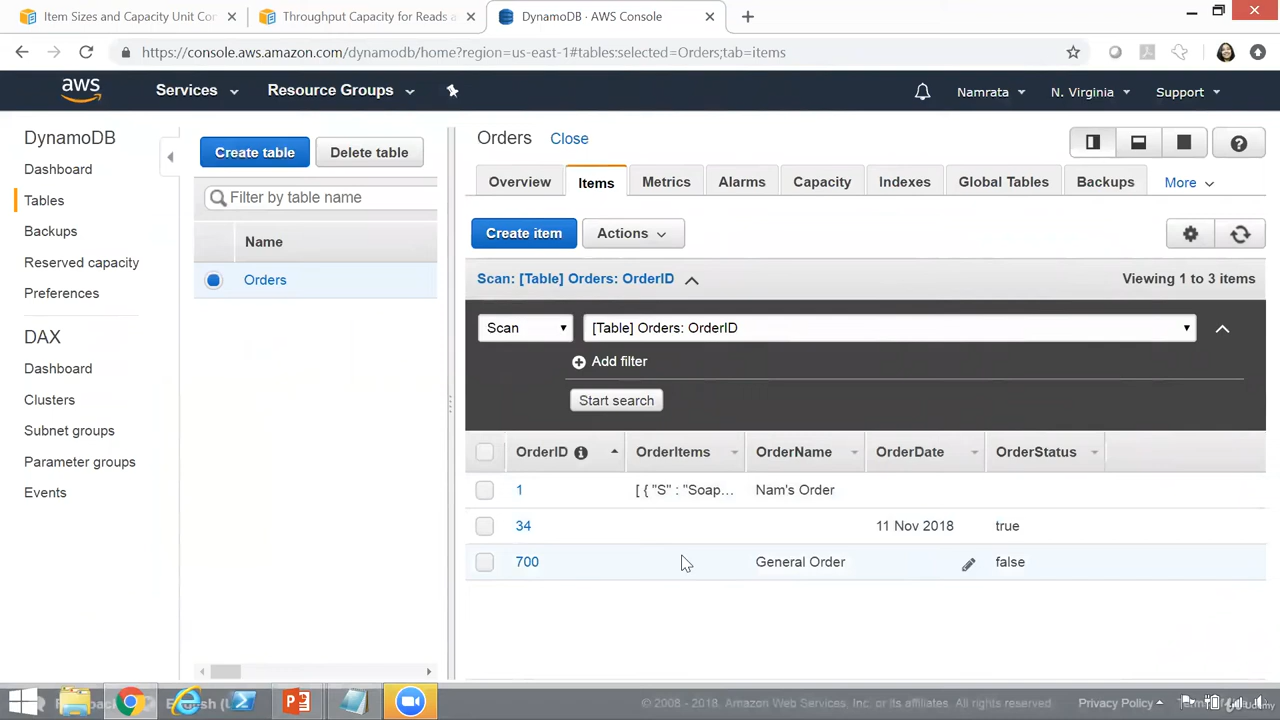 Item Sizes and Capacity Unit Cor
Throughput Capacity for Reads a
DynamoDB · AWS Console
https://console.aws.amazon.com/dynamodb/home?region=us-east-1#tables:selected=Orders;tab=items
aws
Services
Resource Groups
Namrata
N. Virginia
Support
DynamoDB
Dashboard
Tables
Backups
Reserved capacity
Preferences
DAX
Dashboard
Clusters
Subnet groups
Parameter groups
Events
Create table
Delete table
Filter by table name
Name
Orders
Orders Close
Overview Items Metrics Alarms Capacity Indexes Global Tables Backups More
Create item Actions
Scan: [Table] Orders: OrderID
Viewing 1 to 3 items
Scan [Table] Orders: OrderID
Add filter
Start search
OrderID OrderItems OrderName OrderDate OrderStatus
1 [ { "S" : "Soap... Nam's Order
34 11 Nov 2018 true
700 General Order false
© 2008 - 2018, Amazon Web Services, Inc. or its affiliates. All rights reserved.
Privacy Policy